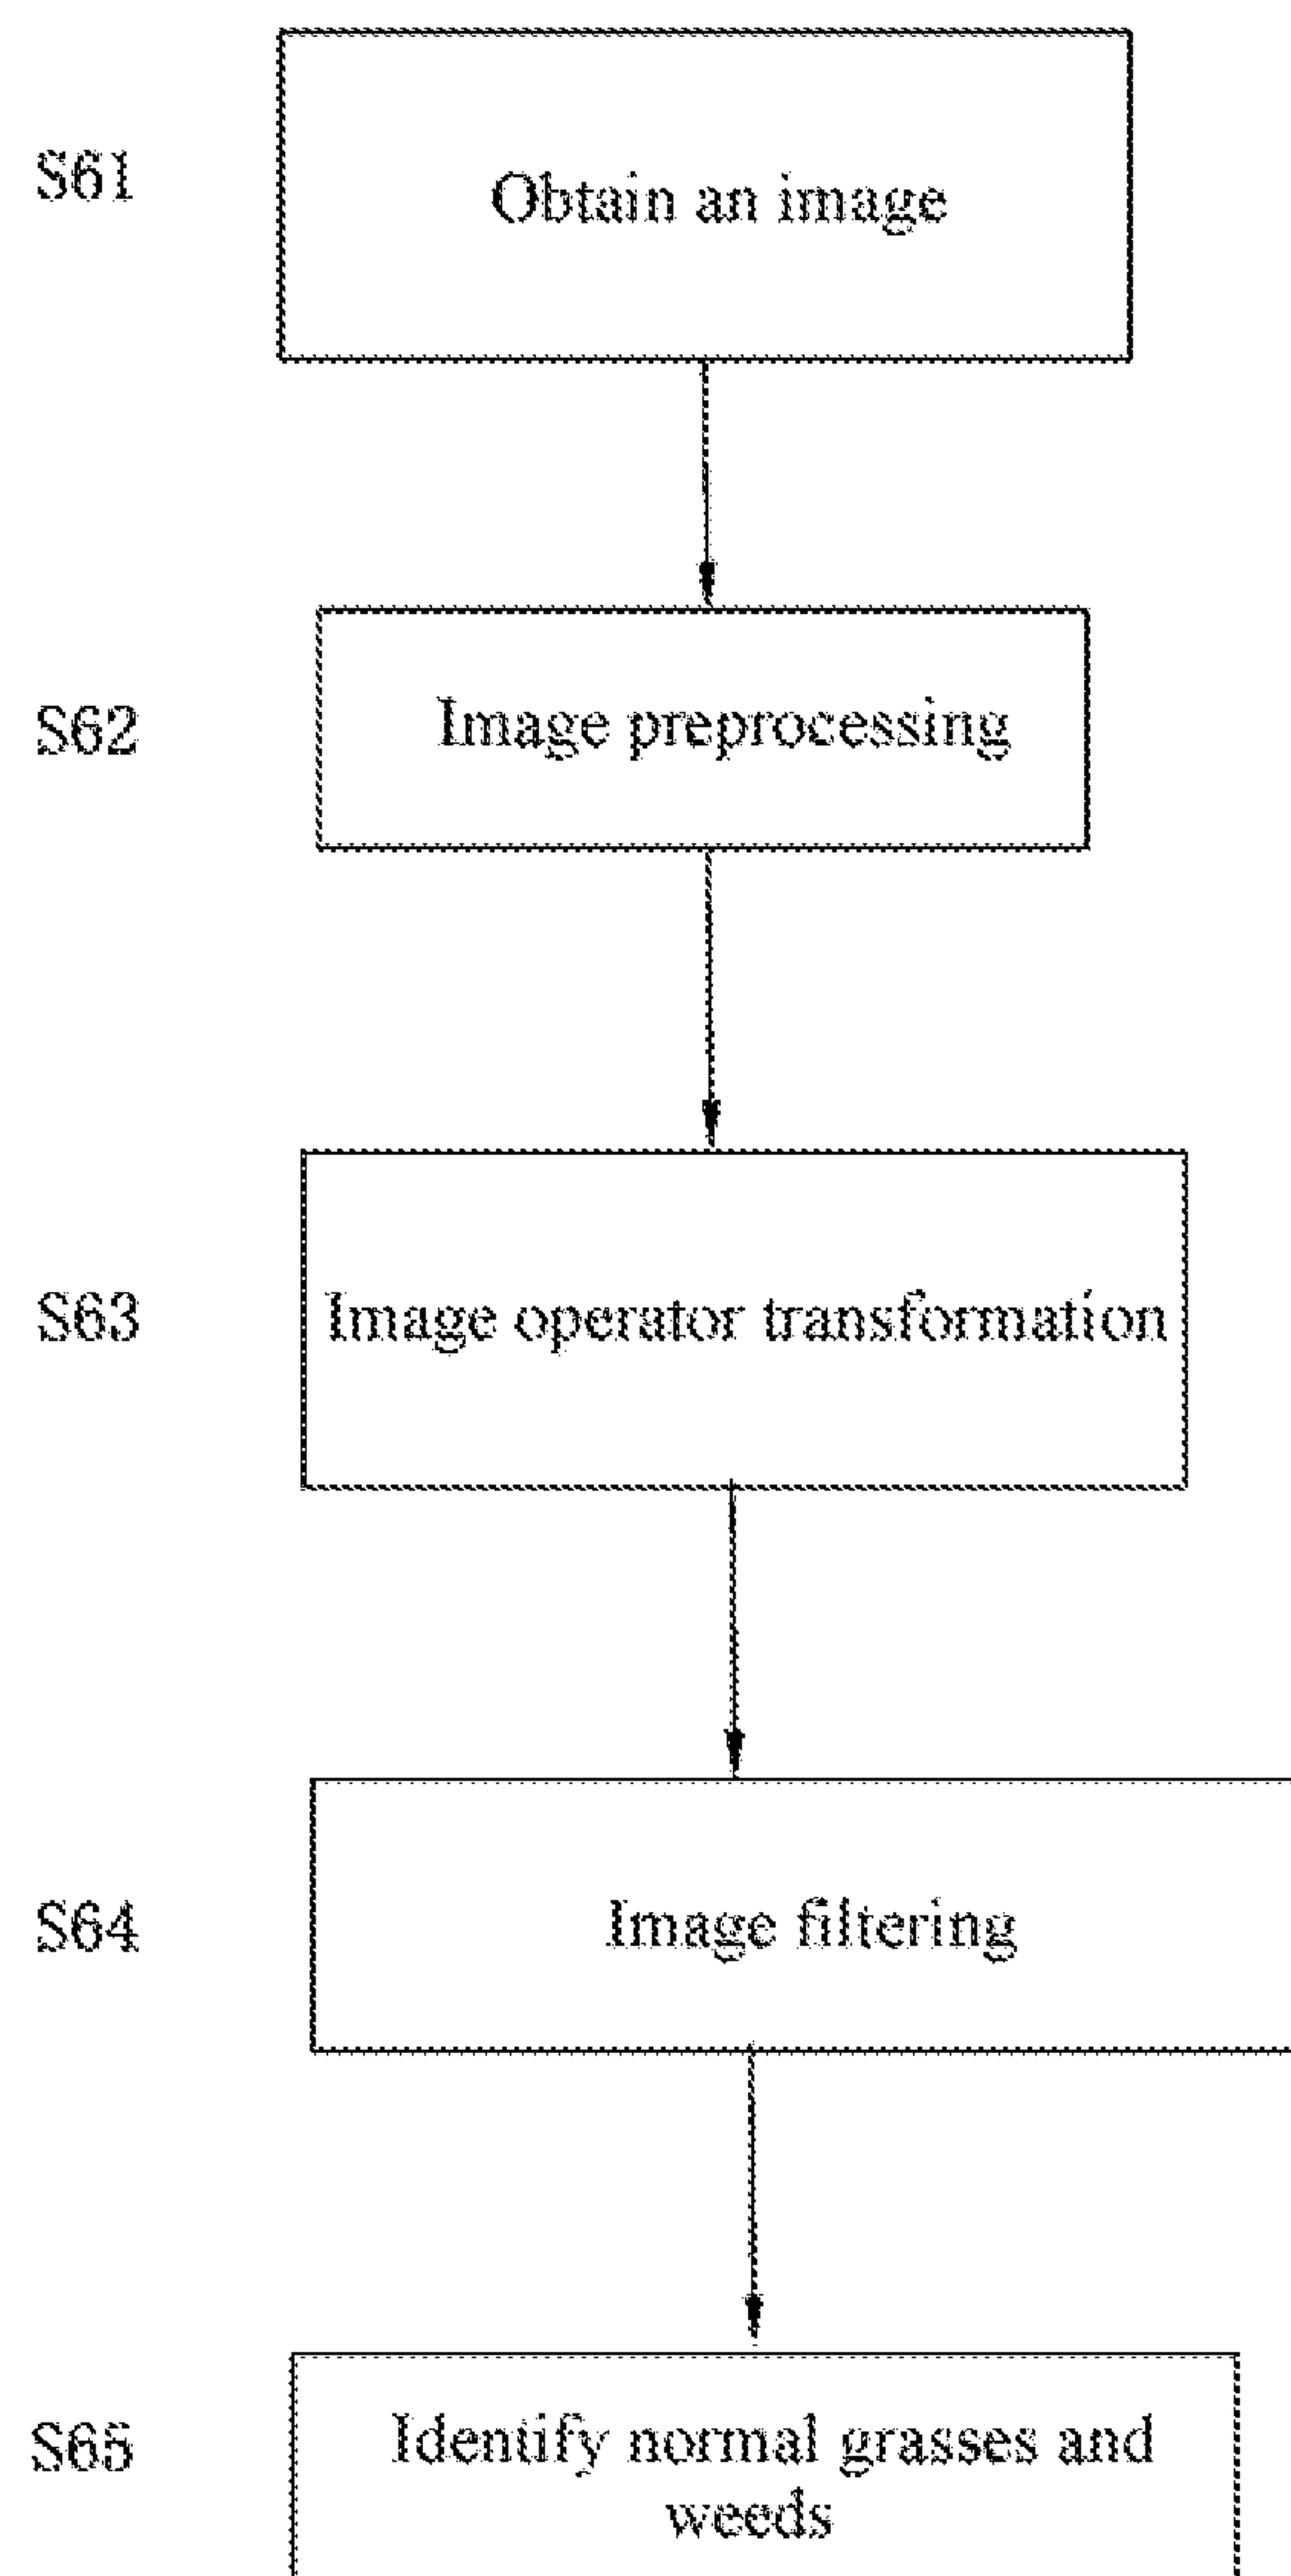 S61
Obtain an image
S62
Image preprocessing
S63
Image operator transformation
S64
Image filtering
S65
Identify normal grasses and
weeds